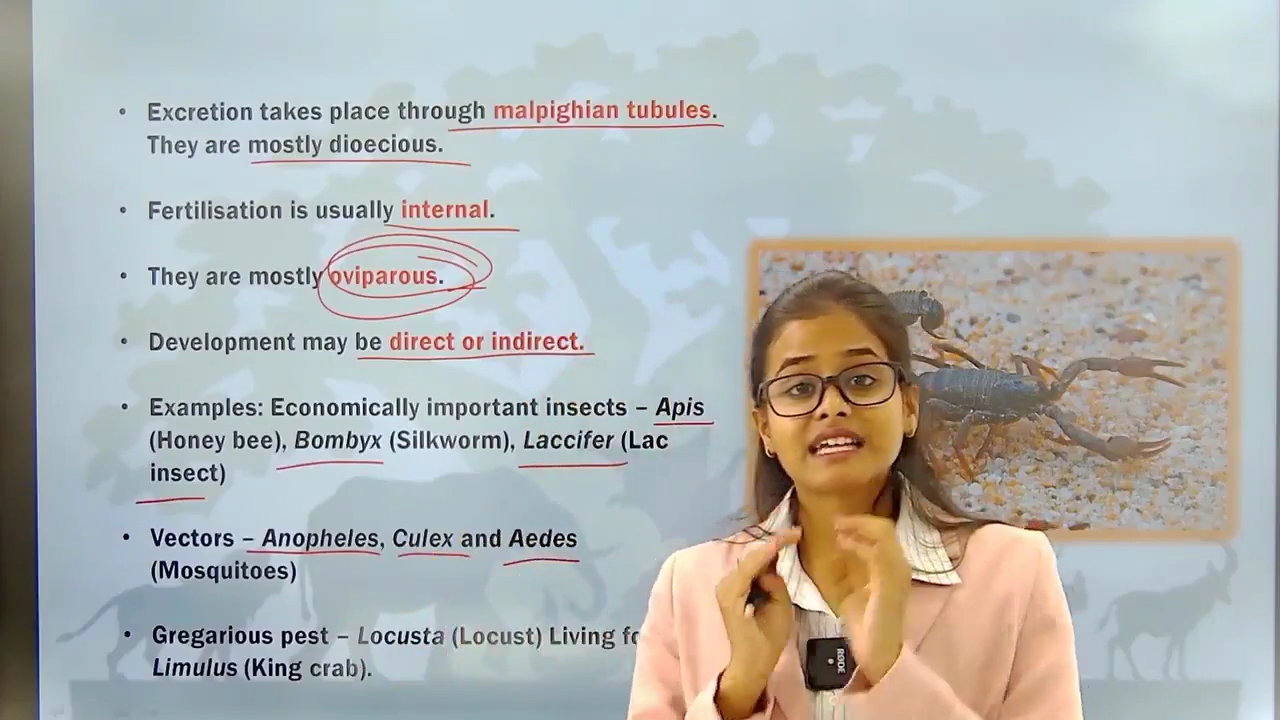 • Excretion takes place through malpighian tubules.
They are mostly dioecious.
• Fertilisation is usually internal.
• They are mostly oviparous.
• Development may be direct or indirect.
• Examples: Economically important insects – Apis
(Honey bee), Bombyx (Silkworm), Laccifer (Lac
insect)
• Vectors – Anopheles, Culex and Aedes
(Mosquitoes)
• Gregarious pest – Locusta (Locust) Living
Limulus (King crab).
RODE